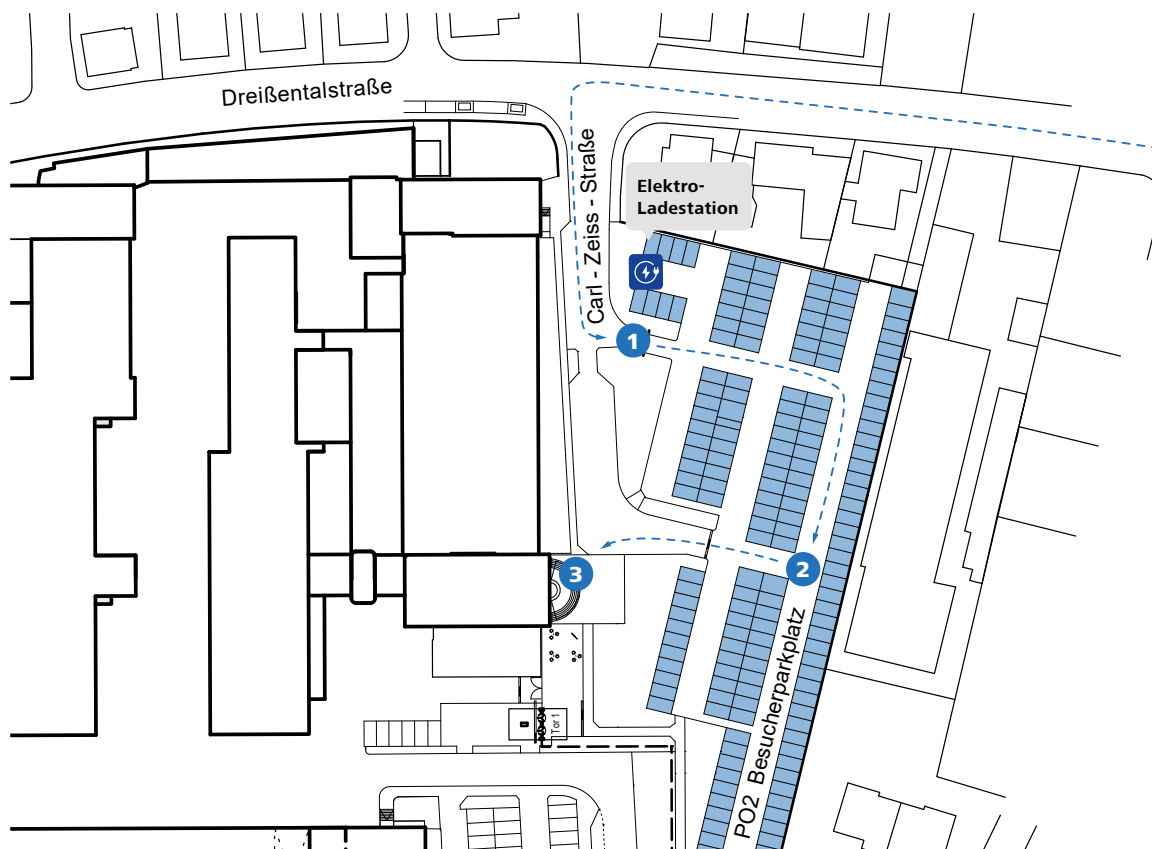 Dreißentalstraße
Carl - Zeiss - Straße
Elektro-
Ladestation
1
2
3
Tor 1
PO2 Besucherparkplatz